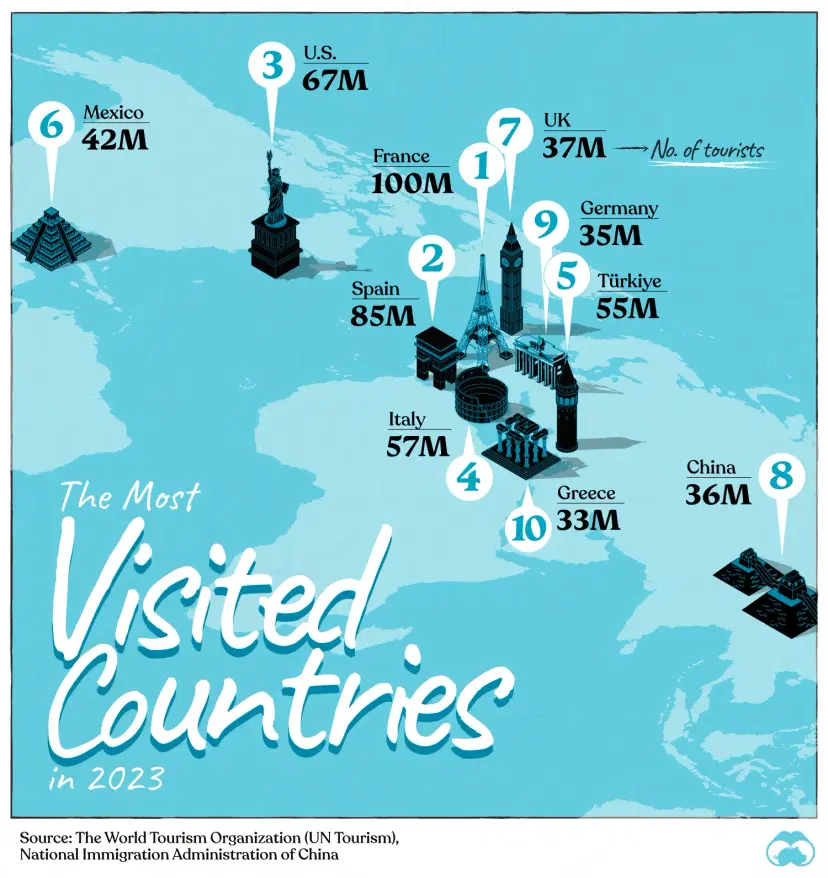 3
U.S.
67M
6
Mexico
42M
7
UK
37M
No. of tourists
France
100M
1
9
Germany
35M
2
Spain
85M
5
Türkiye
55M
Italy
57M
4
10
Greece
33M
China
36M
8
The Most
Visited
Countries
in 2023
Source: The World Tourism Organization (UN Tourism),
National Immigration Administration of China